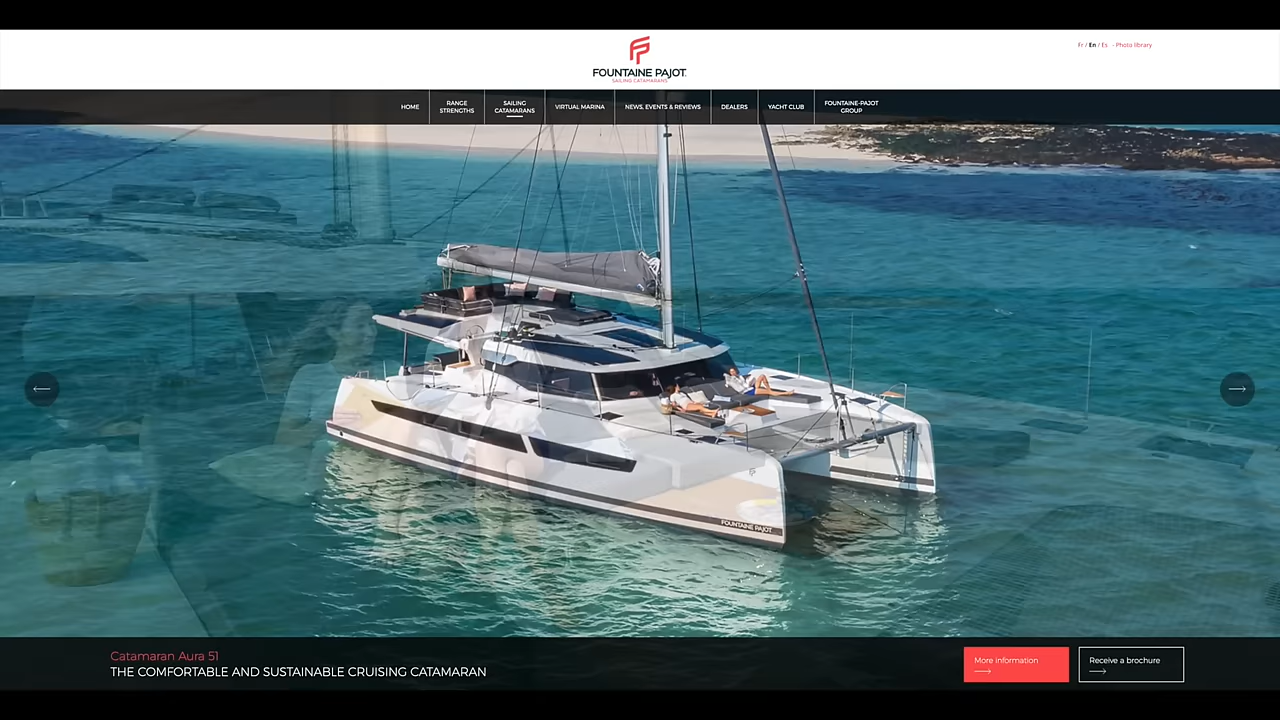 Fr / En / Es - Photo library
FOUNTAINE PAJOT
SAILING CATAMARANS
HOME
RANGE
STRENGTHS
SAILING
CATAMARANS
VIRTUAL MARINA
NEWS, EVENTS & REVIEWS
DEALERS
YACHT CLUB
FOUNTAINE-PAJOT
GROUP
FOUNTAINE PAJOT
Catamaran Aura 51
THE COMFORTABLE AND SUSTAINABLE CRUISING CATAMARAN
More information
Receive a brochure